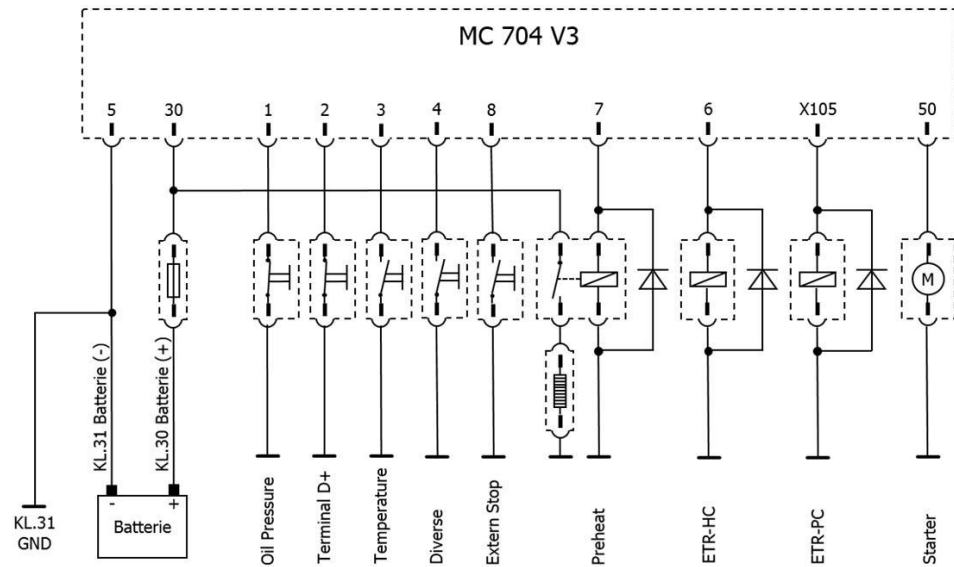 MC 704 V3
5 30 1 2 3 4 8 7 6 X105 50
M
KL.31 Batterie (-)
KL.30 Batterie (+)
- +
Batterie
KL.31
GND
Oil Pressure
Terminal D+
Temperature
Diverse
Extern Stop
Preheat
ETR-HC
ETR-PC
Starter